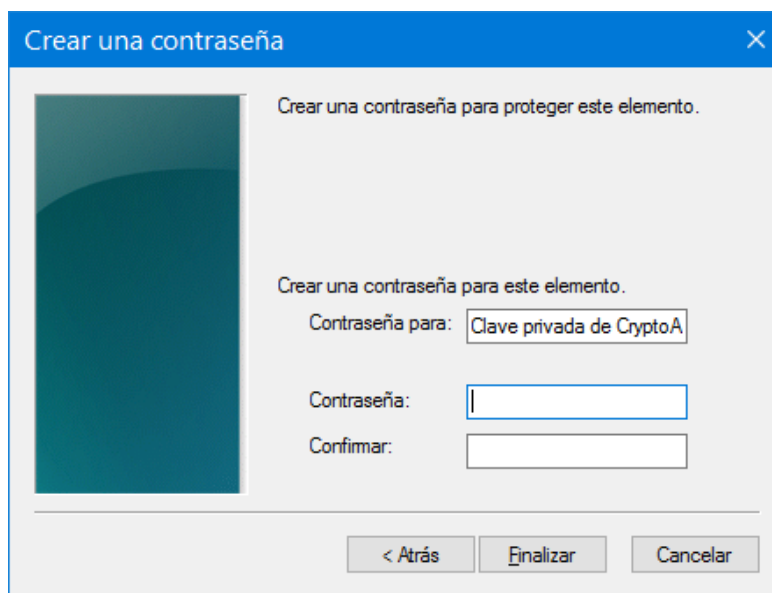 Crear una contraseña
Crear una contraseña para proteger este elemento.
Crear una contraseña para este elemento.
Contraseña para: Clave privada de CryptoA
Contraseña:
Confirmar:
< Atrás Finalizar Cancelar